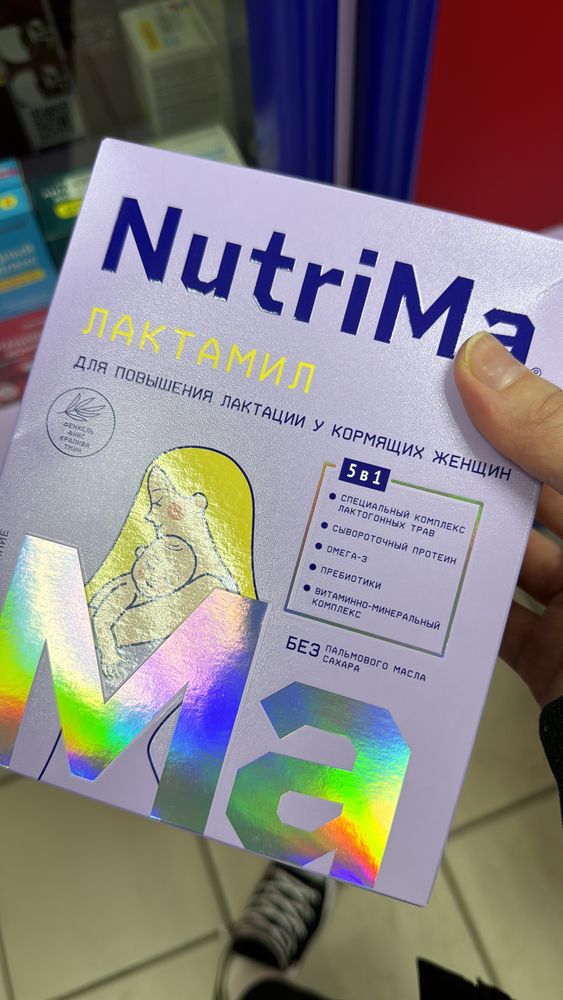 NutriMa®
ЛАКТАМИЛ
ДЛЯ ПОВЫШЕНИЯ ЛАКТАЦИИ У КОРМЯЩИХ ЖЕНЩИН
ФЕНХЕЛЬ
АНИС
КРАПИВА
ТМИН
5 в 1
• СПЕЦИАЛЬНЫЙ КОМПЛЕКС
ЛАКТОГОННЫХ ТРАВ
• СЫВОРОТОЧНЫЙ ПРОТЕИН
• ОМЕГА-3
• ПРЕБИОТИКИ
• ВИТАМИННО-МИНЕРАЛЬНЫЙ
КОМПЛЕКС
БЕЗ ПАЛЬМОВОГО МАСЛА
САХАРА
Ma